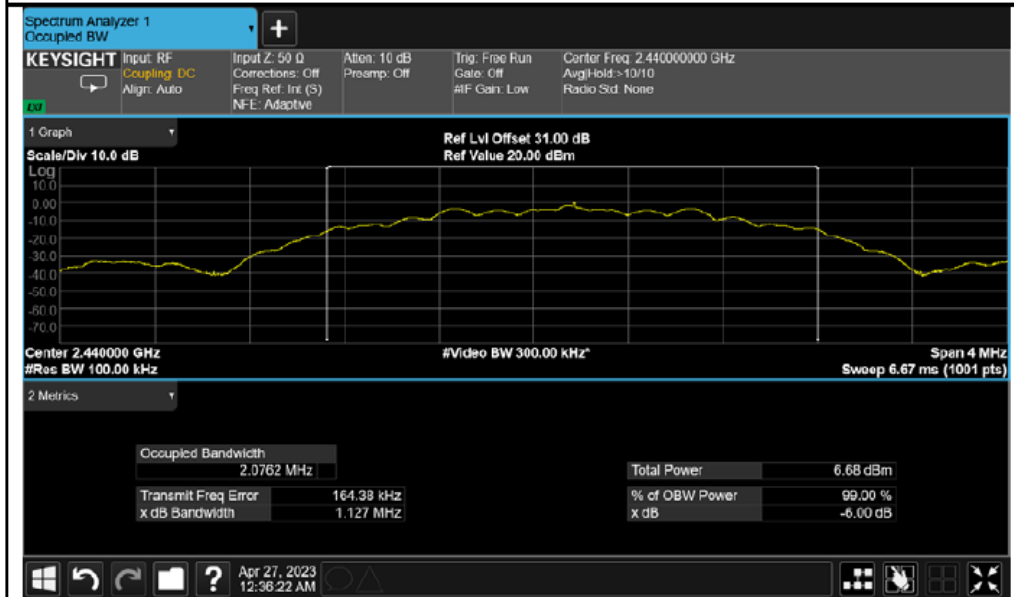 Spectrum Analyzer 1
Occupied BW
+
KEYSIGHT Input: RF Input Z: 50 Ω Atten: 10 dB Trig: Free Run Center Freq: 2.440000000 GHz
Coupling: DC Corrections: Off Preamp: Off Gate: Off Avg|Hold:>10/10
Align: Auto Freq Ref: Int (S) #IF Gain: Low Radio Std: None
LXI NFE: Adaptive
1 Graph
Ref Lvl Offset 31.00 dB
Scale/Div 10.0 dB Ref Value 20.00 dBm
Log
10.0
0.00
-10.0
-20.0
-30.0
-40.0
-50.0
-60.0
-70.0
Center 2.440000 GHz #Video BW 300.00 kHz* Span 4 MHz
#Res BW 100.00 kHz Sweep 6.67 ms (1001 pts)
2 Metrics
Occupied Bandwidth
2.0762 MHz Total Power 6.68 dBm
Transmit Freq Error 164.38 kHz % of OBW Power 99.00 %
x dB Bandwidth 1.127 MHz x dB -6.00 dB
? Apr 27, 2023
12:36:22 AM